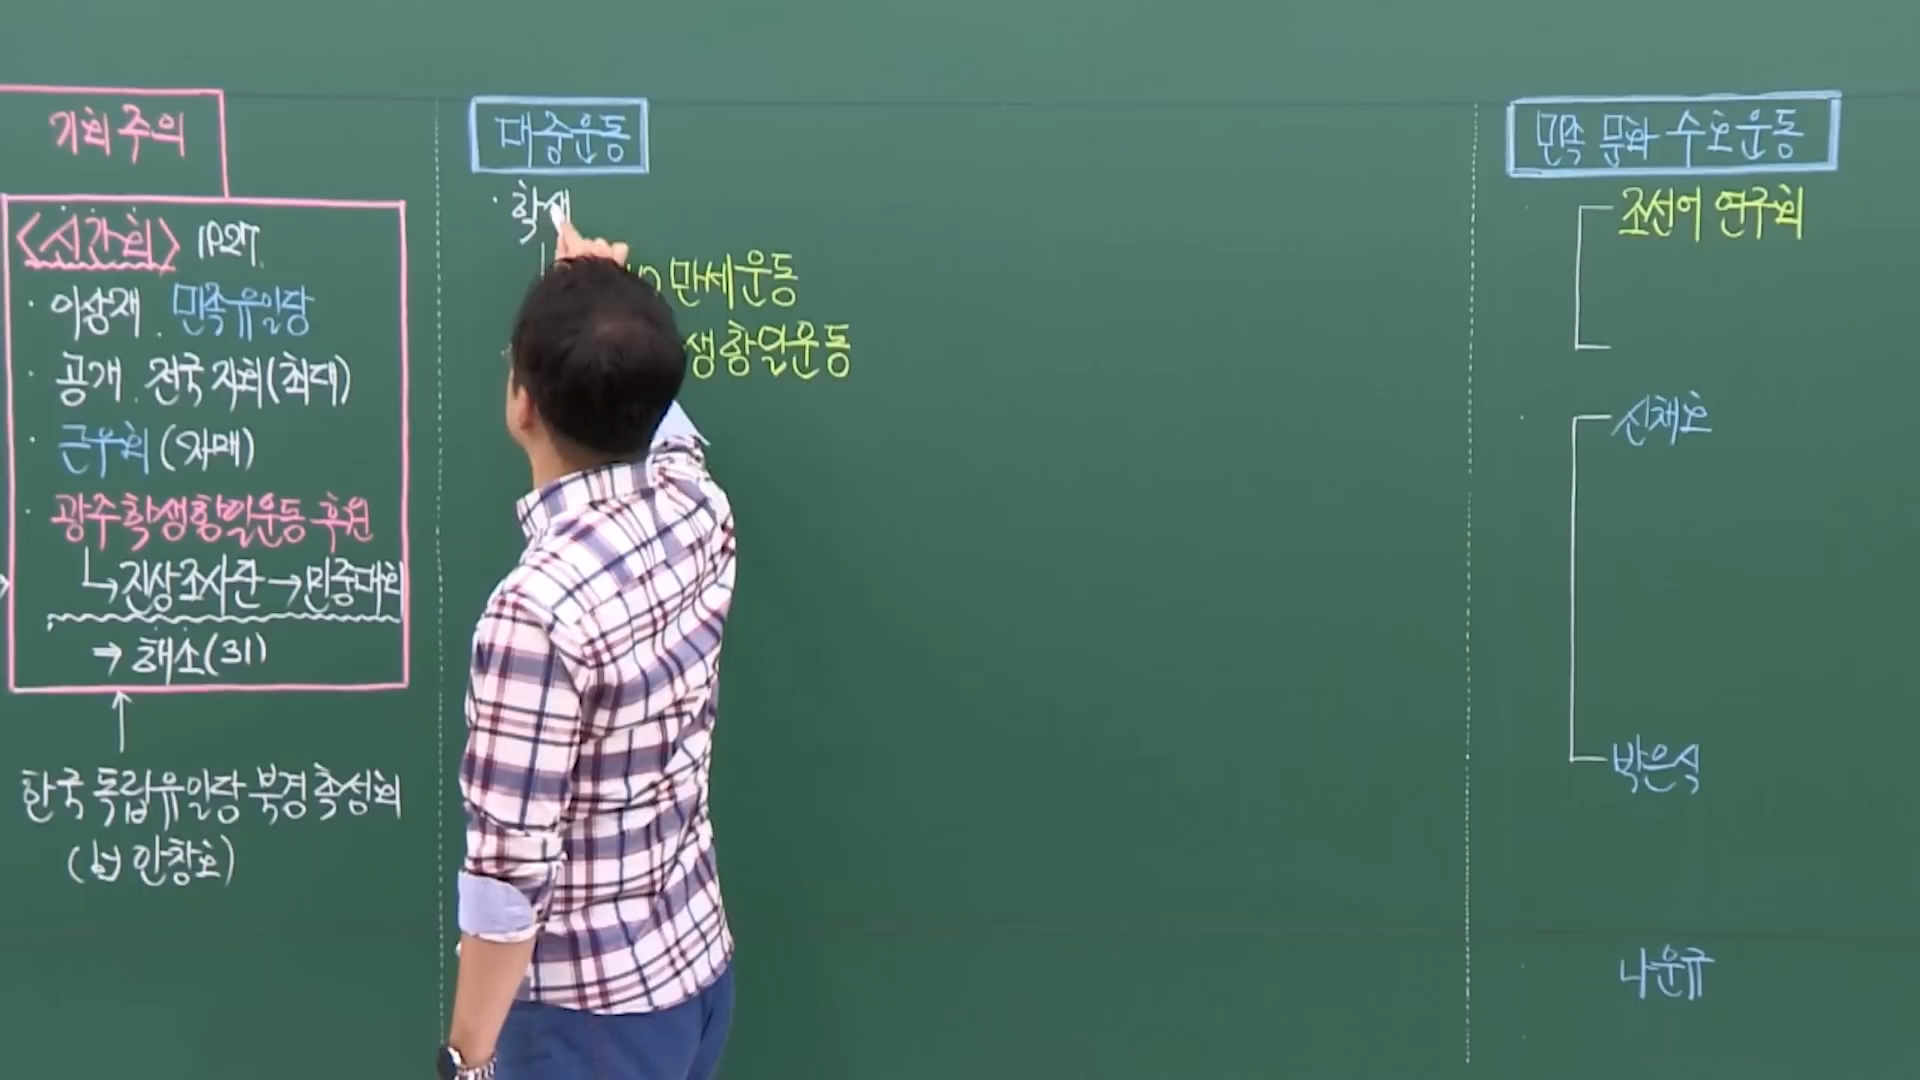 기회주의
<신간회> 1927.
· 이상재. 민족유일당
· 공개. 전국 지회(최대)
· 근우회 (자매)
· 광주학생항일운동 후원
↳ 진상조사단 → 민중대회
⇒ 해소(31)
↑
한국독립유일당 북경촉성회
안창호)
대중운동
· 학생
만세운동
생항일운동
민족 문화 수호운동
조선어 연구회
신채호
박은식
나운규